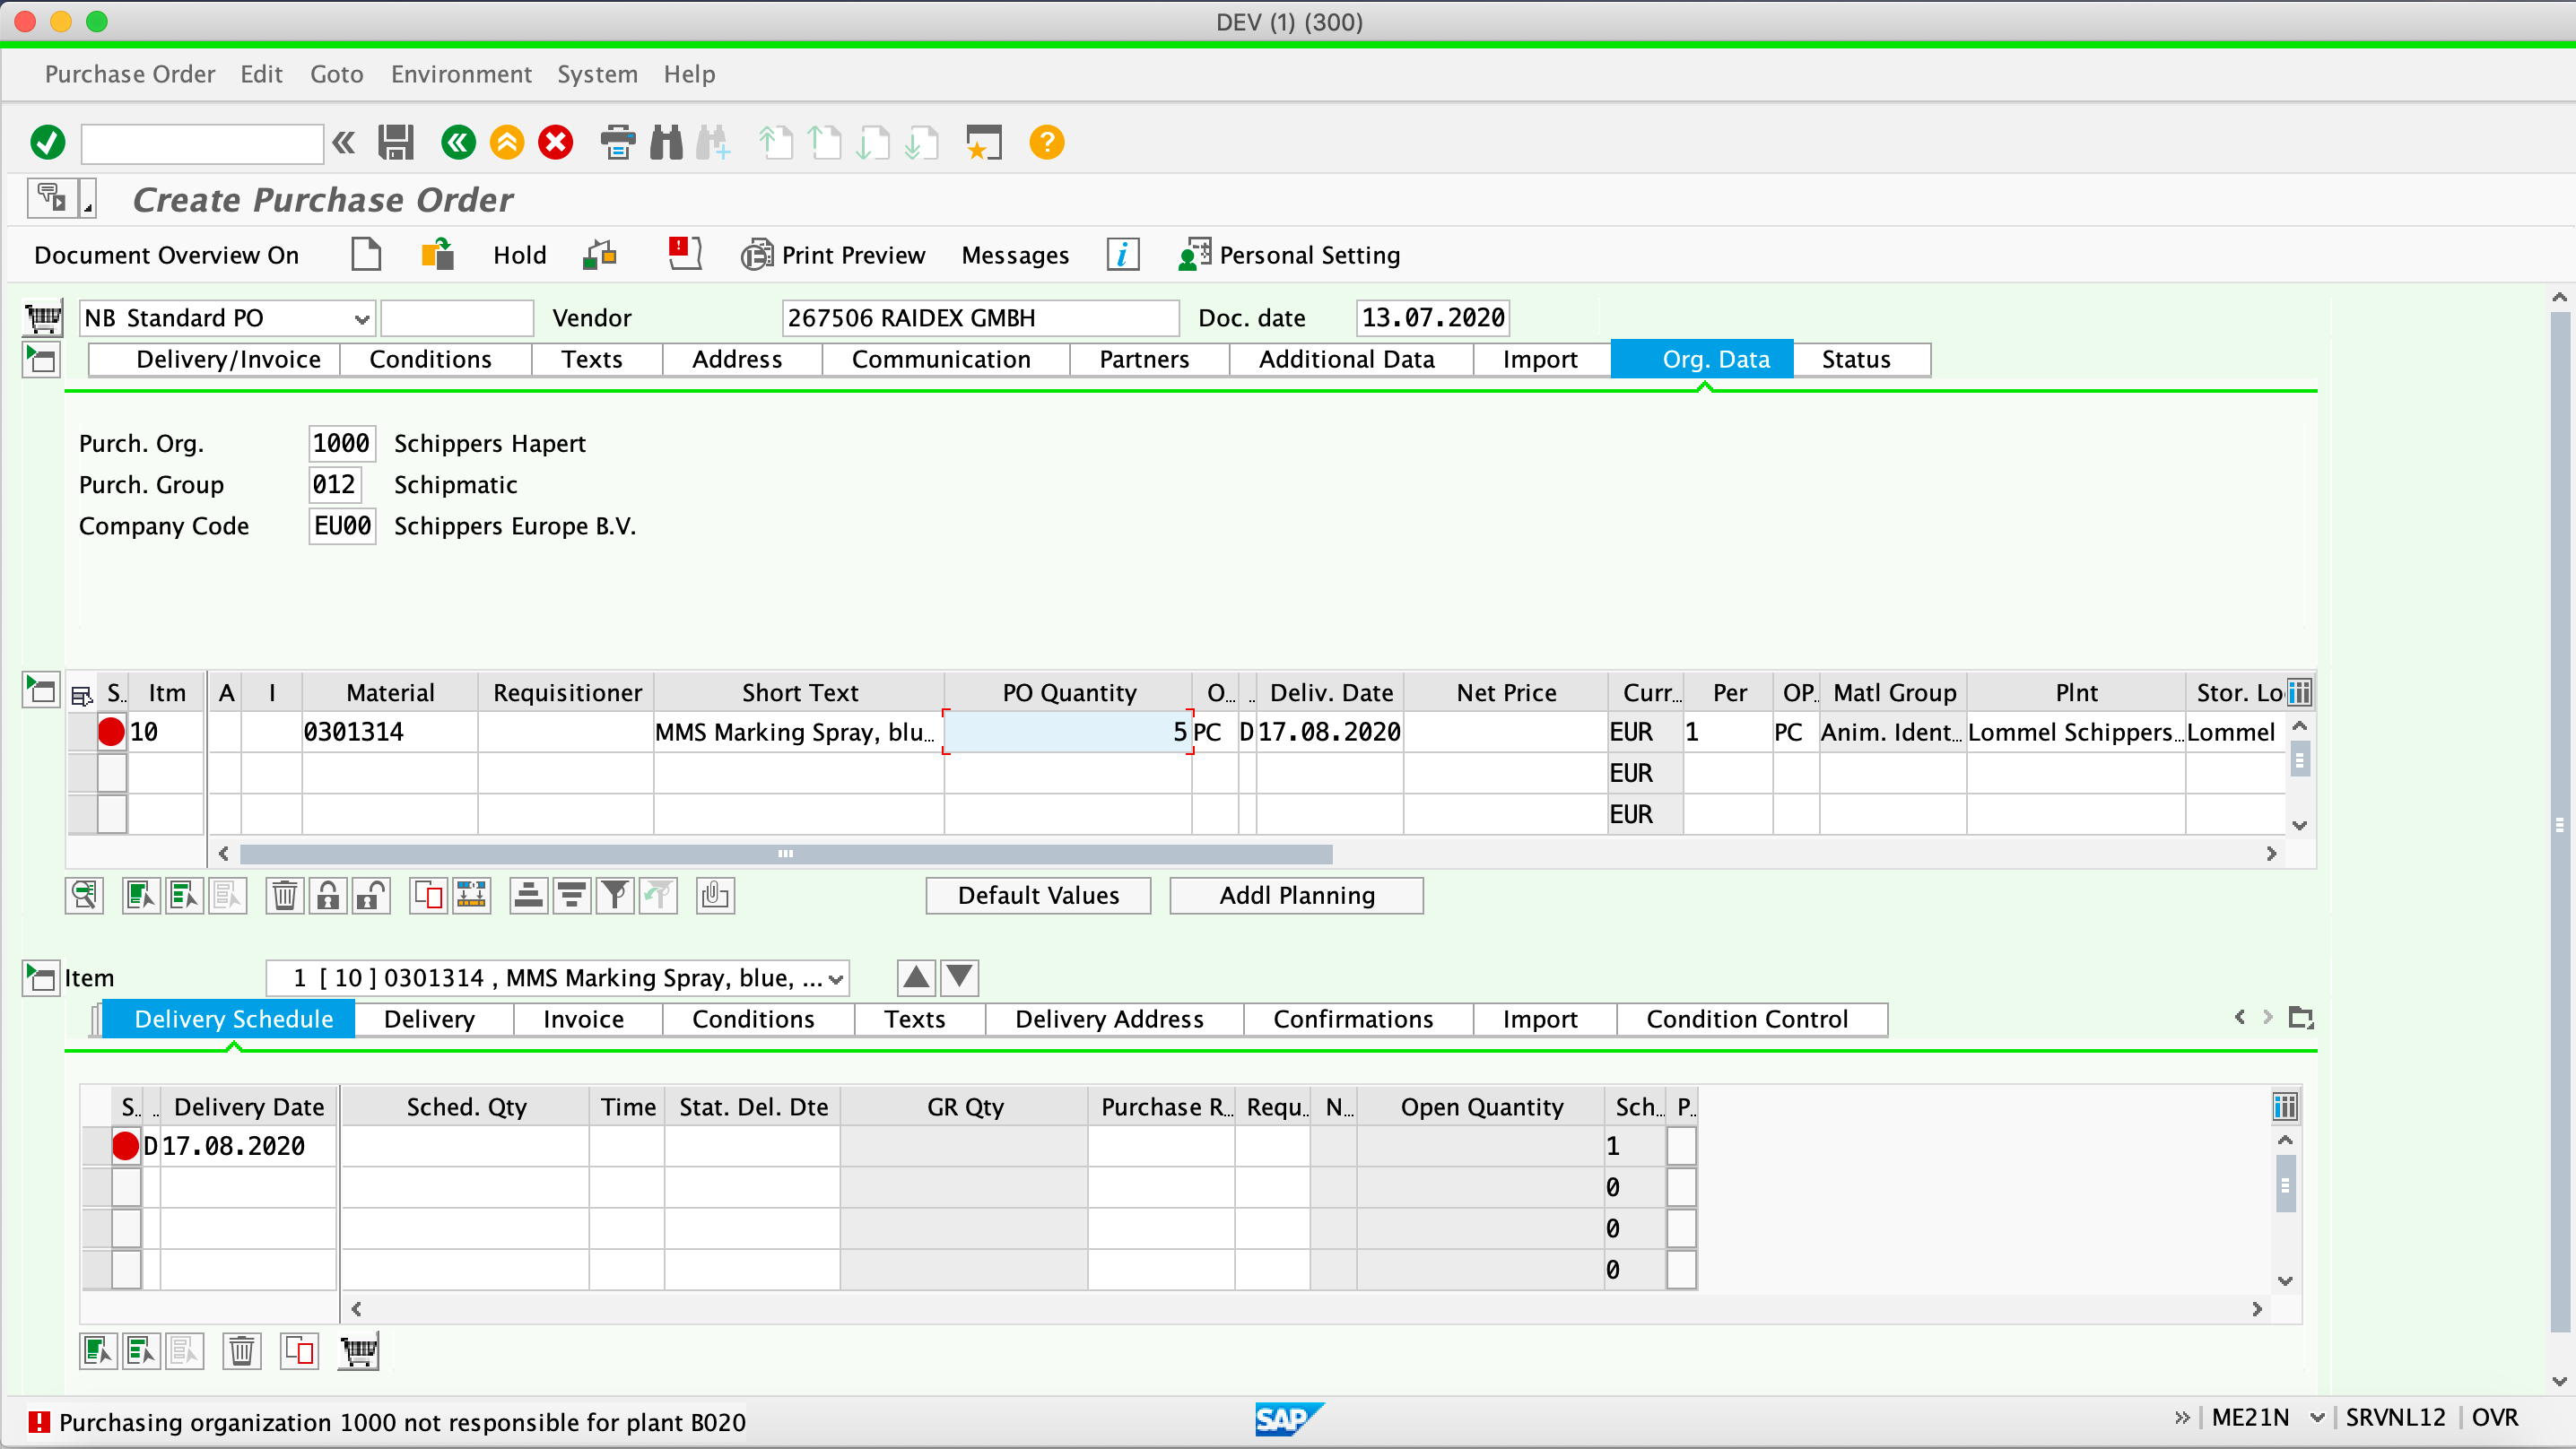 DEV (1) (300)
Purchase Order Edit Goto Environment System Help
Create Purchase Order
Document Overview On Hold Print Preview Messages i Personal Setting
NB Standard PO Vendor 267506 RAIDEX GMBH Doc. date 13.07.2020
Delivery/Invoice Conditions Texts Address Communication Partners Additional Data Import Org. Data Status
Purch. Org. 1000 Schippers Hapert
Purch. Group 012 Schipmatic
Company Code EU00 Schippers Europe B.V.
S.. Itm A I Material Requisitioner Short Text PO Quantity O... .. Deliv. Date Net Price Curr... Per OP.. Matl Group Plnt Stor. Lo
10 0301314 MMS Marking Spray, blu... 5 PC D 17.08.2020 EUR 1 PC Anim. Ident... Lommel Schippers... Lommel
EUR
EUR
Default Values Addl Planning
Item 1 [ 10 ] 0301314 , MMS Marking Spray, blue, ...
Delivery Schedule Delivery Invoice Conditions Texts Delivery Address Confirmations Import Condition Control
S.. .. Delivery Date Sched. Qty Time Stat. Del. Dte GR Qty Purchase R... Requ.. N... Open Quantity Sch... P..
D 17.08.2020 1
0
0
0
Purchasing organization 1000 not responsible for plant B020 SAP ME21N SRVNL12 OVR